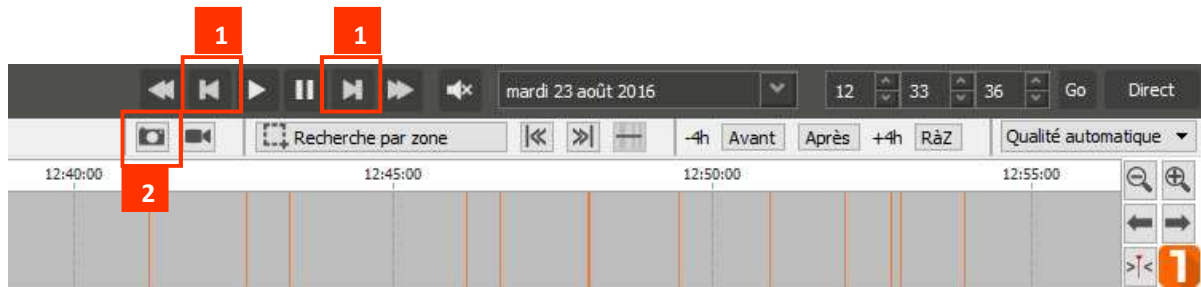 1 1
mardi 23 août 2016 12 33 36 Go Direct
Recherche par zone -4h Avant Après +4h RàZ Qualité automatique
12:40:00 12:45:00 12:50:00 12:55:00
2
1